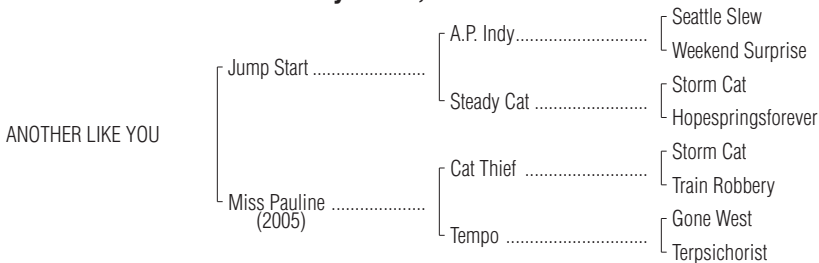 Seattle Slew
A.P. Indy..............................
Weekend Surprise
Jump Start .......................
Storm Cat
Steady Cat .........................
Hopespringsforever
ANOTHER LIKE YOU
Storm Cat
Cat Thief ...........................
Train Robbery
Miss Pauline ....................
(2005)
Gone West
Tempo ...............................
Terpsichorist